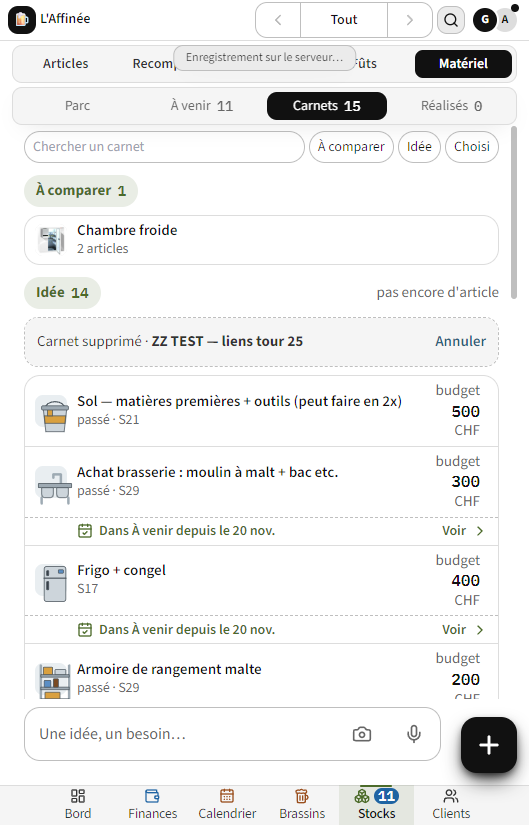 L'Affinée
Tout
G
A
Articles
Enregistrement sur le serveur…
Matériel
Parc
À venir 11
Carnets 15
Réalisés 0
Chercher un carnet
À comparer
Idée
Choisi
À comparer 1
Chambre froide
2 articles
Idée 14
pas encore d'article
Carnet supprimé · ZZ TEST — liens tour 25
Annuler
Sol — matières premières + outils (peut faire en 2x)
passé · S21
budget
500
CHF
Achat brasserie : moulin à malt + bac etc.
passé · S29
budget
300
CHF
Dans À venir depuis le 20 nov.
Voir
Frigo + congel
S17
budget
400
CHF
Dans À venir depuis le 20 nov.
Voir
Armoire de rangement malte
passé · S29
budget
200
CHF
Une idée, un besoin…
Bord
Finances
Calendrier
Brassins
11
Stocks
Clients